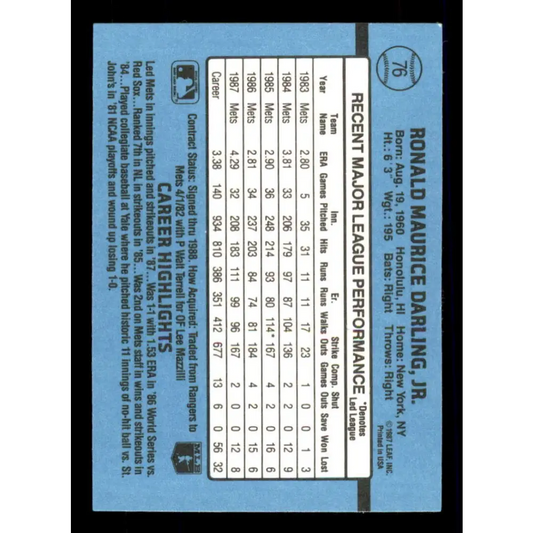 76
RONALD MAURICE DARLING, JR.
Born: Aug. 19, 1960 Honolulu, HI Home: New York, NY
Ht.: 6' 3" Wgt.: 195 Bats: Right Throws: Right
© 1987 LEAF, INC.
Printed in USA
RECENT MAJOR LEAGUE PERFORMANCE
*Denotes
Led League
Team Inn. Er. Strike Comp. Shut
Year Name ERA Games Pitched Hits Runs Runs Walks Outs Games Outs Save Won Lost
1983 Mets 2.80 5 35 31 11 11 17 23 1 0 0 1 3
1984 Mets 3.81 33 206 179 97 87 104 136 2 2 0 12 9
1985 Mets 2.90 36 248 214 93 80 114* 167 4 2 0 16 6
1986 Mets 2.81 34 237 203 84 74 81 184 4 2 0 15 6
1987 Mets 4.29 32 208 183 111 99 96 167 2 0 0 12 8
Career 3.38 140 934 810 386 351 412 677 13 6 0 56 32
Contract Status: Signed thru 1988. How Acquired: Traded from Rangers to
Mets 4/1/82 with P Walt Terrell for OF Lee Mazzilli
MLB
CAREER HIGHLIGHTS
Led Mets in innings pitched and strikeouts in '87...Was 1-1 with 1.53 ERA in '86 World Series vs.
Red Sox...Ranked 7th in NL in strikeouts in '85...Was 2nd on Mets staff in wins and strikeouts in
'84...Played collegiate baseball at Yale where he pitched historic 11 innings of no-hit ball vs. St.
John's in '81 NCAA playoffs and wound up losing 1-0.